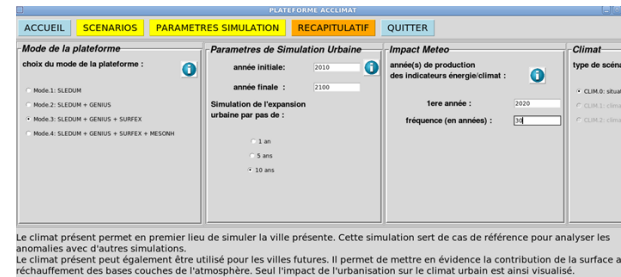 PLATEFORME ACCLIMAT
ACCUEIL SCENARIOS PARAMETRES SIMULATION RECAPITULATIF QUITTER
Mode de la plateforme
choix du mode de la plateforme :
Mode.1: SLEDUM
Mode.2: SLEDUM + GENIUS
Mode.3: SLEDUM + GENIUS + SURFEX
Mode.4: SLEDUM + GENIUS + SURFEX + MESONH
Parametres de Simulation Urbaine
année initiale: 2010
année finale : 2100
Simulation de l'expansion
urbaine par pas de :
1 an
5 ans
10 ans
Impact Meteo
année(s) de production
des indicateurs énergie/climat :
1ere année : 2020
fréquence (en années) : 30
Climat
type de scéna
CLIM.0: situat
CLIM.1: clima
CLIM.2: clima
Le climat présent permet en premier lieu de simuler la ville présente. Cette simulation sert de cas de référence pour analyser les
anomalies avec d'autres simulations.
Le climat présent peut également être utilisé pour les villes futures. Il permet de mettre en évidence la contribution de la surface a
réchauffement des bases couches de l'atmosphère. Seul l'impact de l'urbanisation sur le climat urbain est ainsi visualisé.